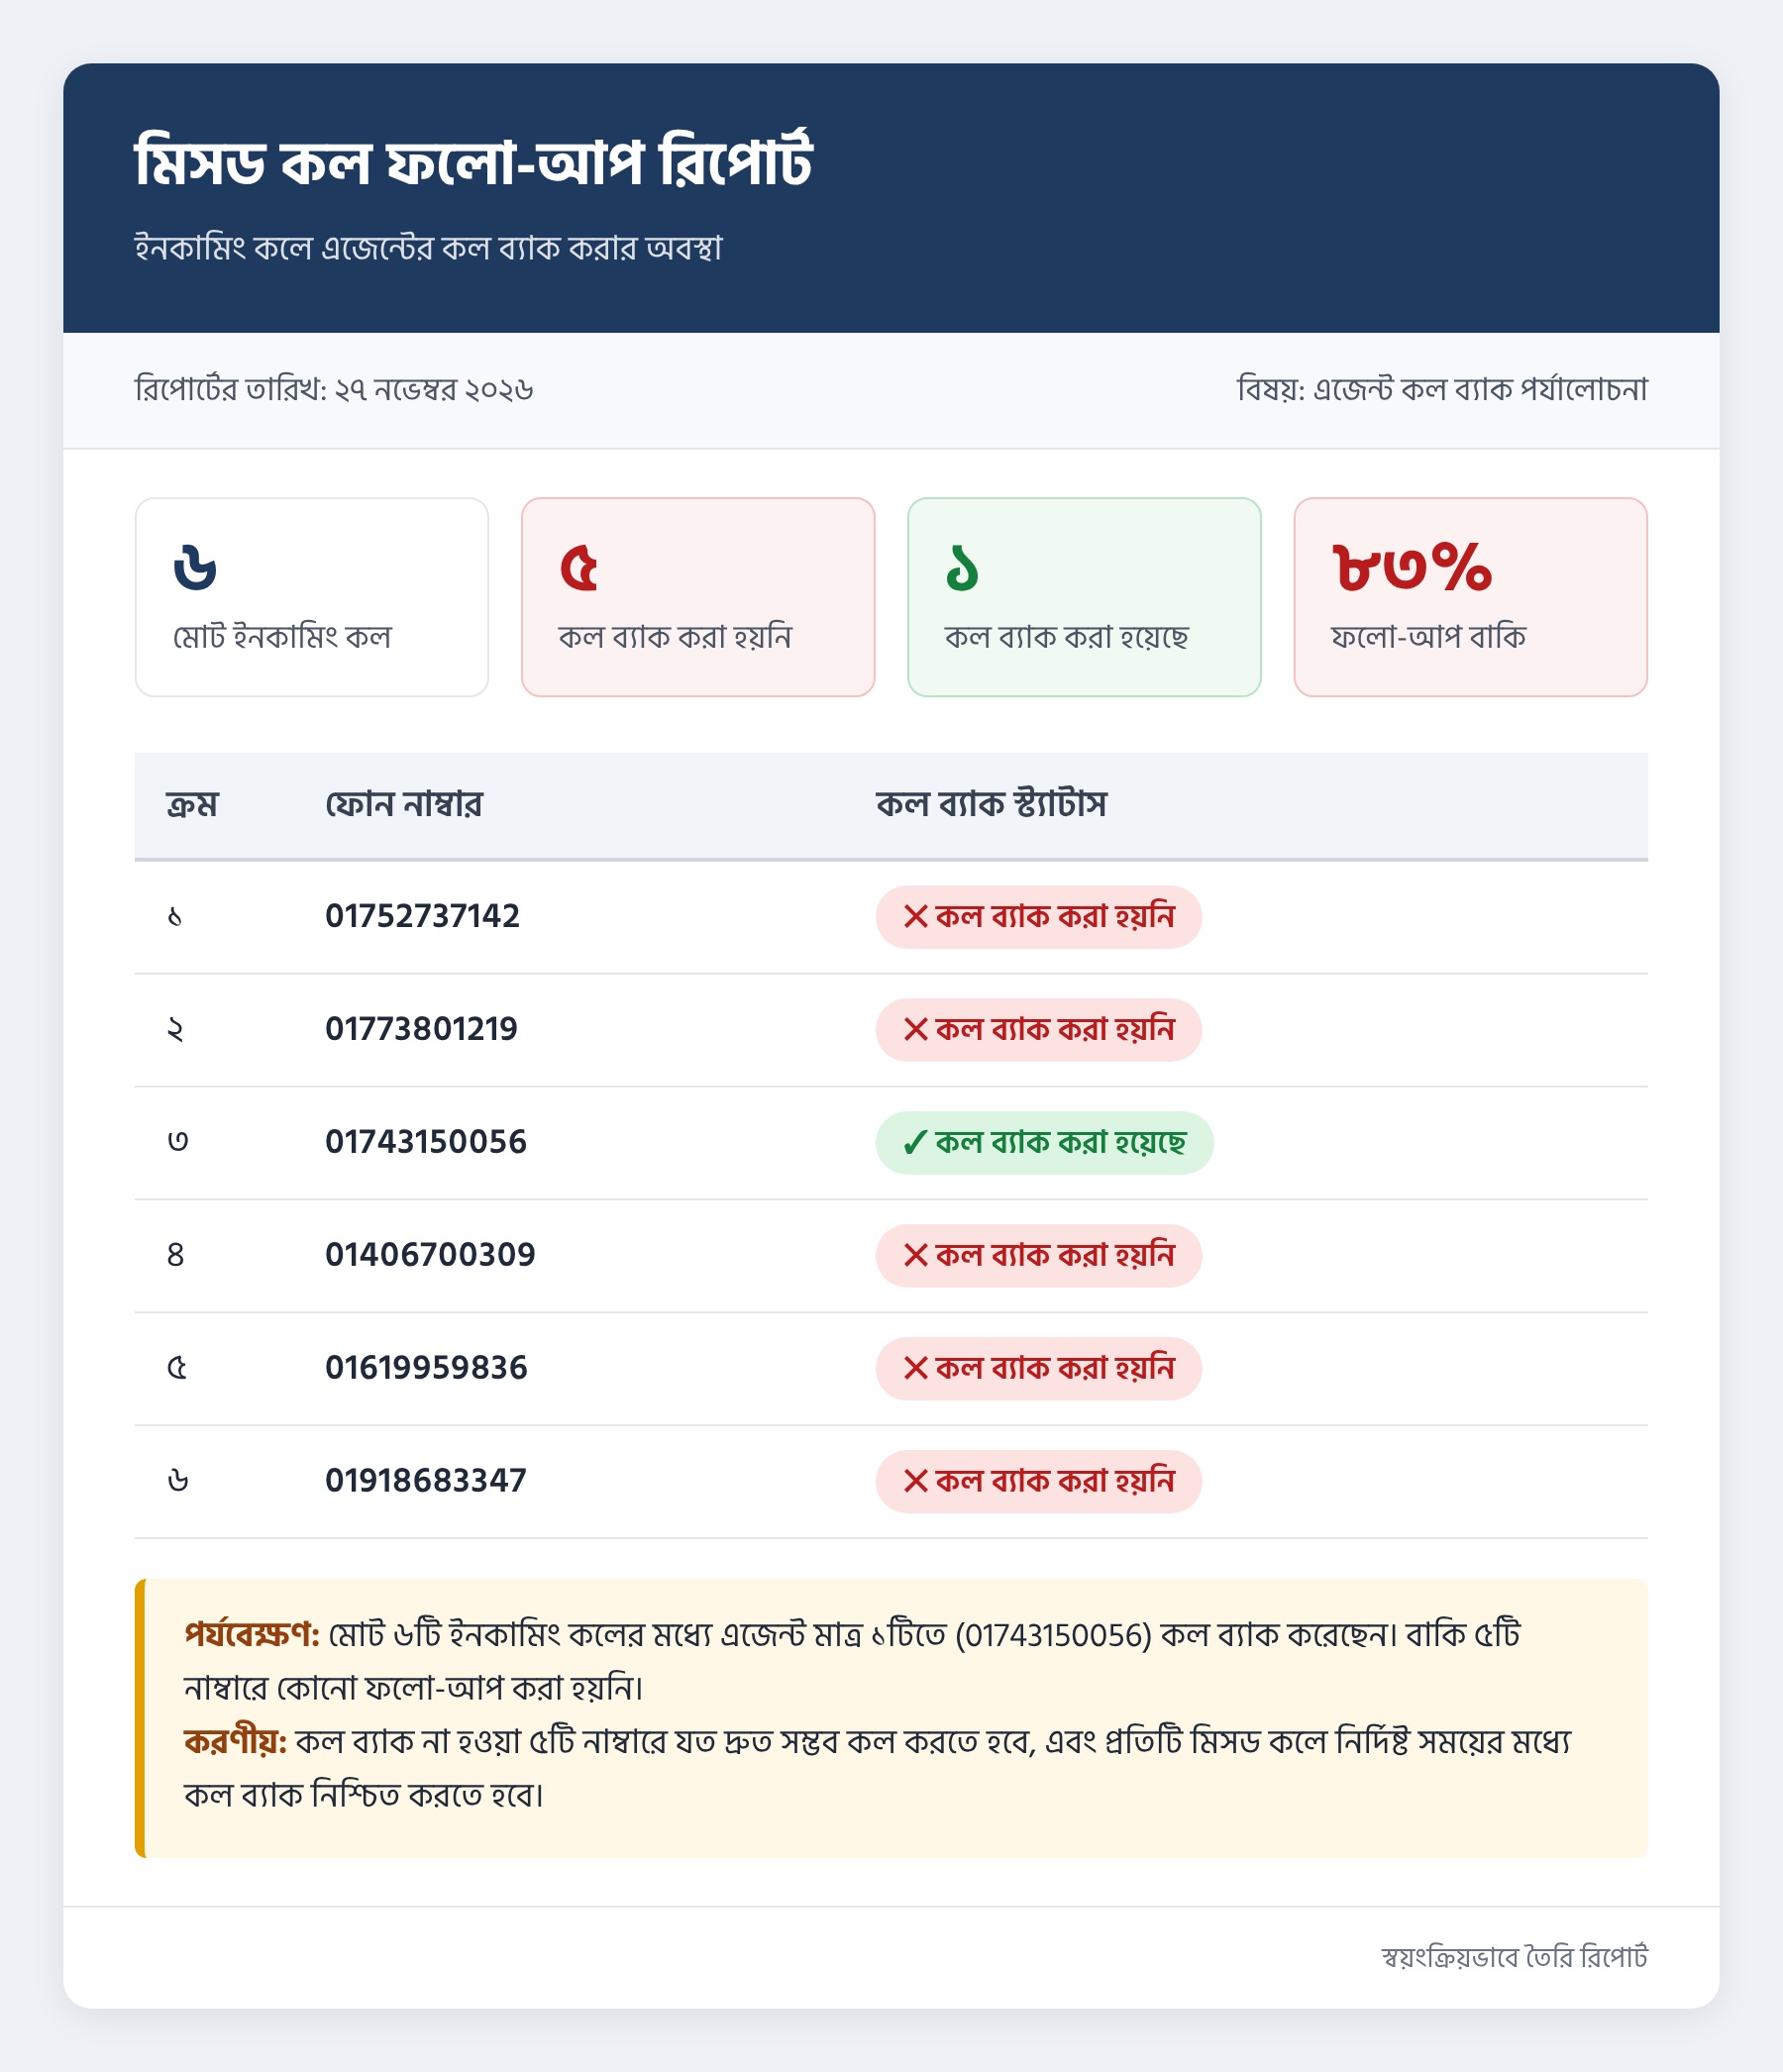 মিসড কল ফলো-আপ রিপোর্ট
ইনকামিং কলে এজেন্টের কল ব্যাক করার অবস্থা
রিপোর্টের তারিখ: ২৭ নভেম্বর ২০২৬
বিষয়: এজেন্ট কল ব্যাক পর্যালোচনা
৬
মোট ইনকামিং কল
৫
কল ব্যাক করা হয়নি
১
কল ব্যাক করা হয়েছে
৮৩%
ফলো-আপ বাকি
ক্রম ফোন নাম্বার কল ব্যাক স্ট্যাটাস
১ 01752737142 ✕ কল ব্যাক করা হয়নি
২ 01773801219 ✕ কল ব্যাক করা হয়নি
৩ 01743150056 ✓ কল ব্যাক করা হয়েছে
৪ 01406700309 ✕ কল ব্যাক করা হয়নি
৫ 01619959836 ✕ কল ব্যাক করা হয়নি
৬ 01918683347 ✕ কল ব্যাক করা হয়নি
পর্যবেক্ষণ: মোট ৬টি ইনকামিং কলের মধ্যে এজেন্ট মাত্র ১টিতে (01743150056) কল ব্যাক করেছেন। বাকি ৫টি
নাম্বারে কোনো ফলো-আপ করা হয়নি।
করণীয়: কল ব্যাক না হওয়া ৫টি নাম্বারে যত দ্রুত সম্ভব কল করতে হবে, এবং প্রতিটি মিসড কলে নির্দিষ্ট সময়ের মধ্যে
কল ব্যাক নিশ্চিত করতে হবে।
স্বয়ংক্রিয়ভাবে তৈরি রিপোর্ট